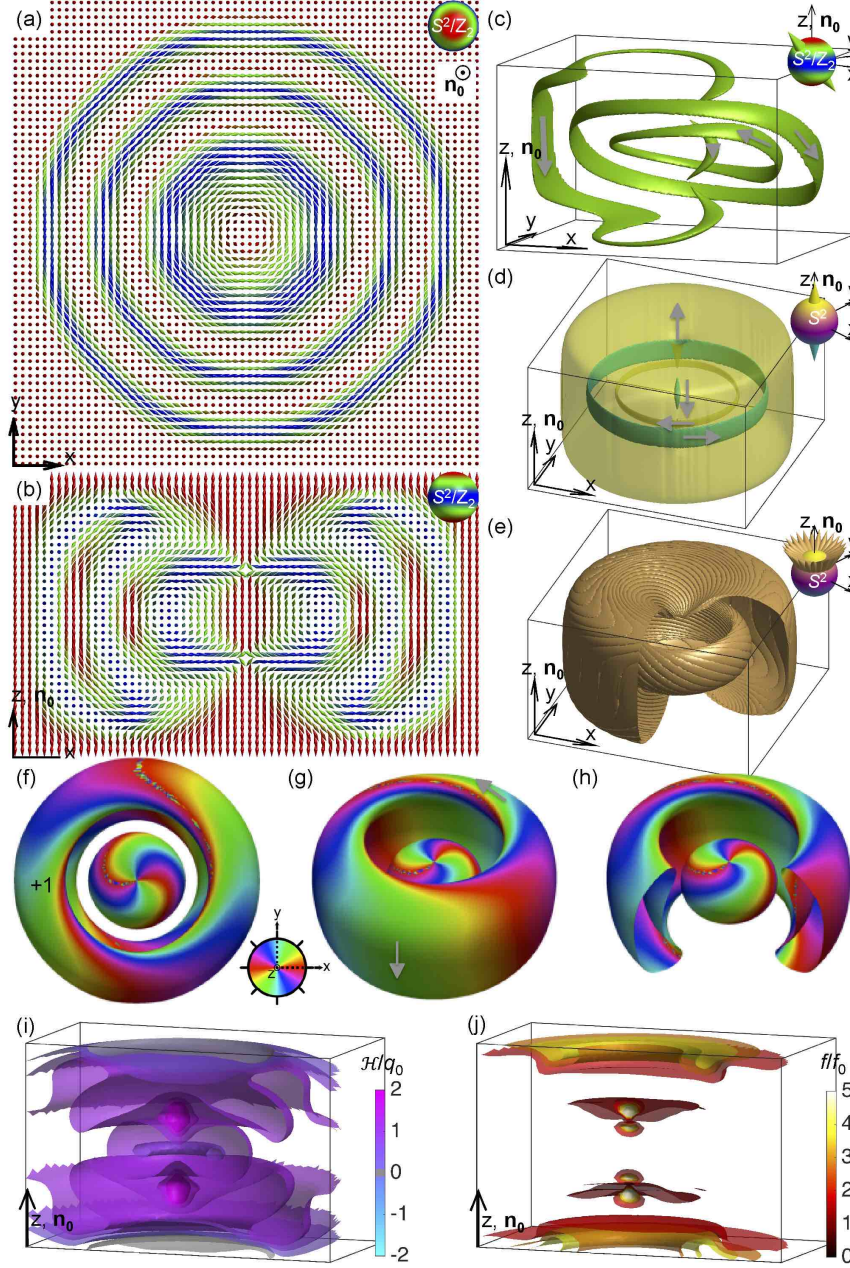 (a)
S²/Z₂
n₀
y
x
(b)
S²/Z₂
z, n₀
x
(c)
z n₀
S²/Z₂
z, n₀
y
x
(d)
z n₀
S²
z, n₀
y
x
(e)
z n₀
S²
z, n₀
y
x
(f)
+1
y
z
x
(g)
(h)
(i)
ℋ/q₀
2
1
0
-1
-2
z, n₀
(j)
f/f₀
5
4
3
2
1
0
z, n₀